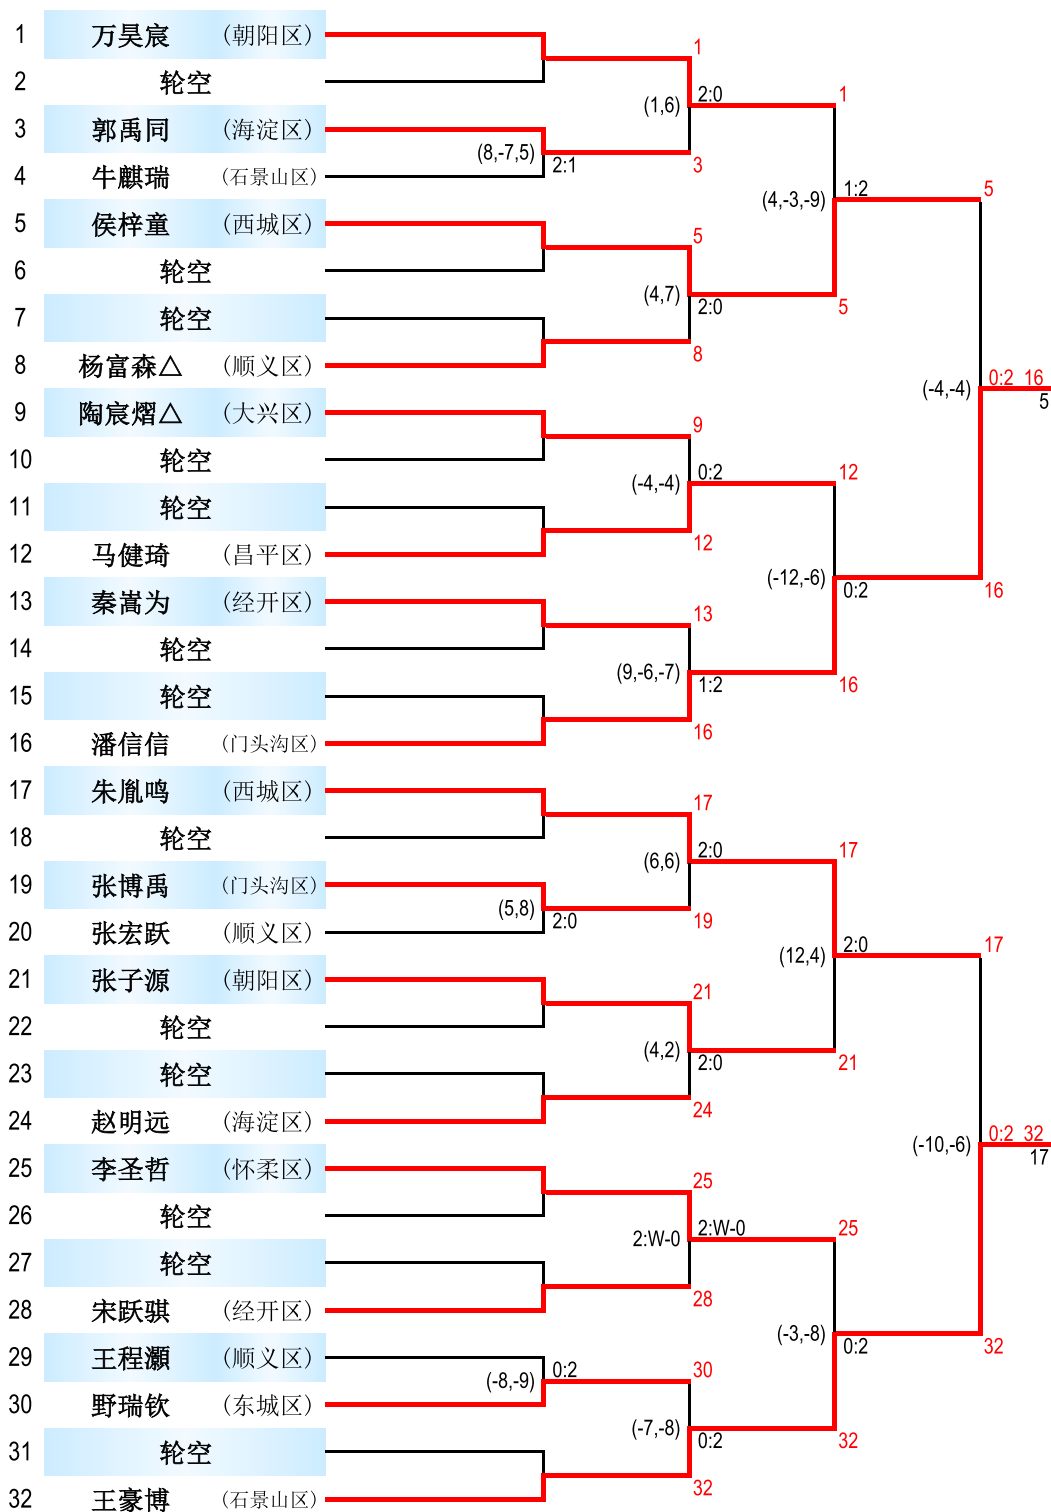 1 万昊宸 (朝阳区)
1
2 轮空
(1,6) 2:0 1
3 郭禹同 (海淀区)
(8,-7,5) 2:1 3
4 牛麒瑞 (石景山区)
(4,-3,-9) 1:2 5
5 侯梓童 (西城区)
5
6 轮空
(4,7) 2:0 5
7 轮空
8
8 杨富森△ (顺义区)
(-4,-4) 0:2 16
5
9 陶宸熠△ (大兴区)
9
10 轮空
(-4,-4) 0:2 12
11 轮空
12
12 马健琦 (昌平区)
(-12,-6) 0:2 16
13 秦嵩为 (经开区)
13
14 轮空
(9,-6,-7) 1:2 16
15 轮空
16
16 潘信信 (门头沟区)
17 朱胤鸣 (西城区)
17
18 轮空
(6,6) 2:0 17
19 张博禹 (门头沟区)
(5,8) 2:0 19
20 张宏跃 (顺义区)
(12,4) 2:0 17
21 张子源 (朝阳区)
21
22 轮空
(4,2) 2:0 21
23 轮空
24
24 赵明远 (海淀区)
(-10,-6) 0:2 32
17
25 李圣哲 (怀柔区)
25
26 轮空
2:W-0 2:W-0 25
27 轮空
28
28 宋跃骐 (经开区)
(-3,-8) 0:2 32
29 王程灏 (顺义区)
(-8,-9) 0:2 30
30 野瑞钦 (东城区)
(-7,-8) 0:2 32
31 轮空
32
32 王豪博 (石景山区)